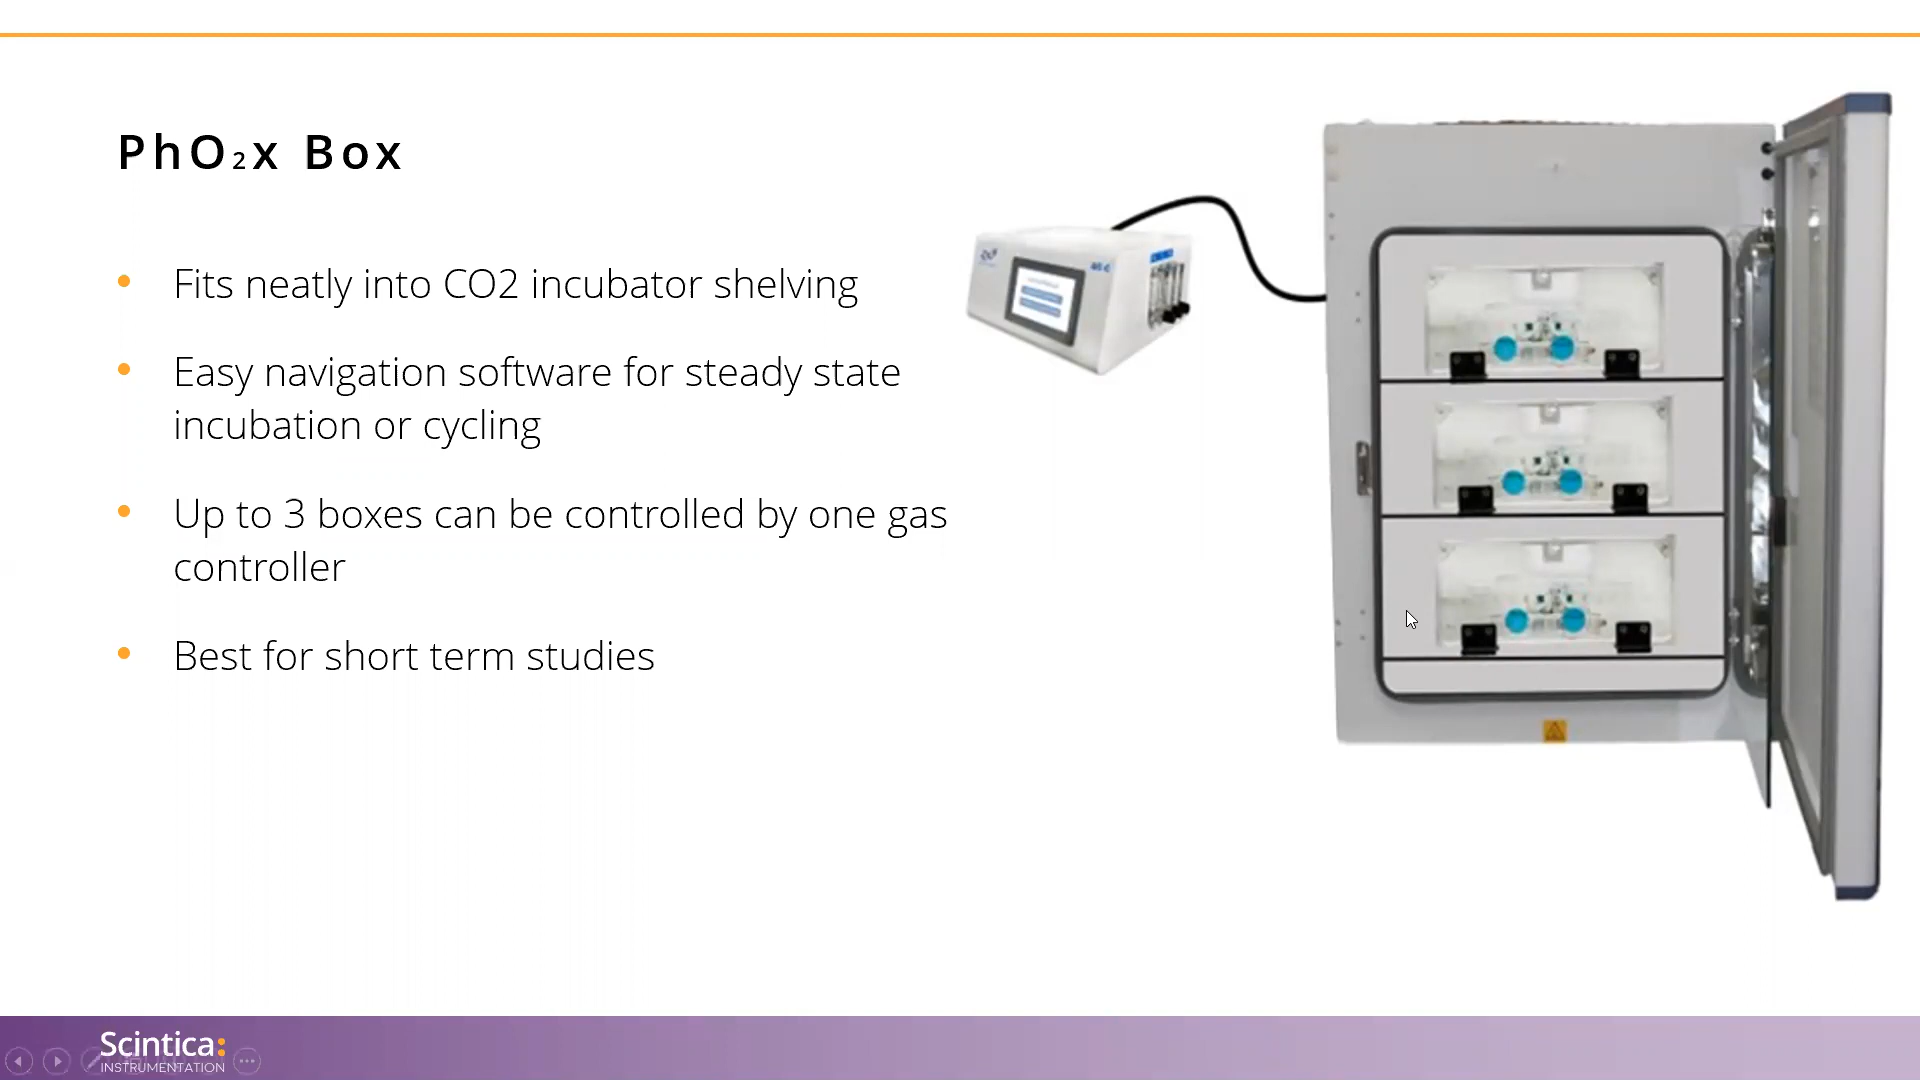 PhO₂x Box
Fits neatly into CO2 incubator shelving
Easy navigation software for steady state
incubation or cycling
Up to 3 boxes can be controlled by one gas
controller
Best for short term studies
Scintica:
INSTRUMENTATION